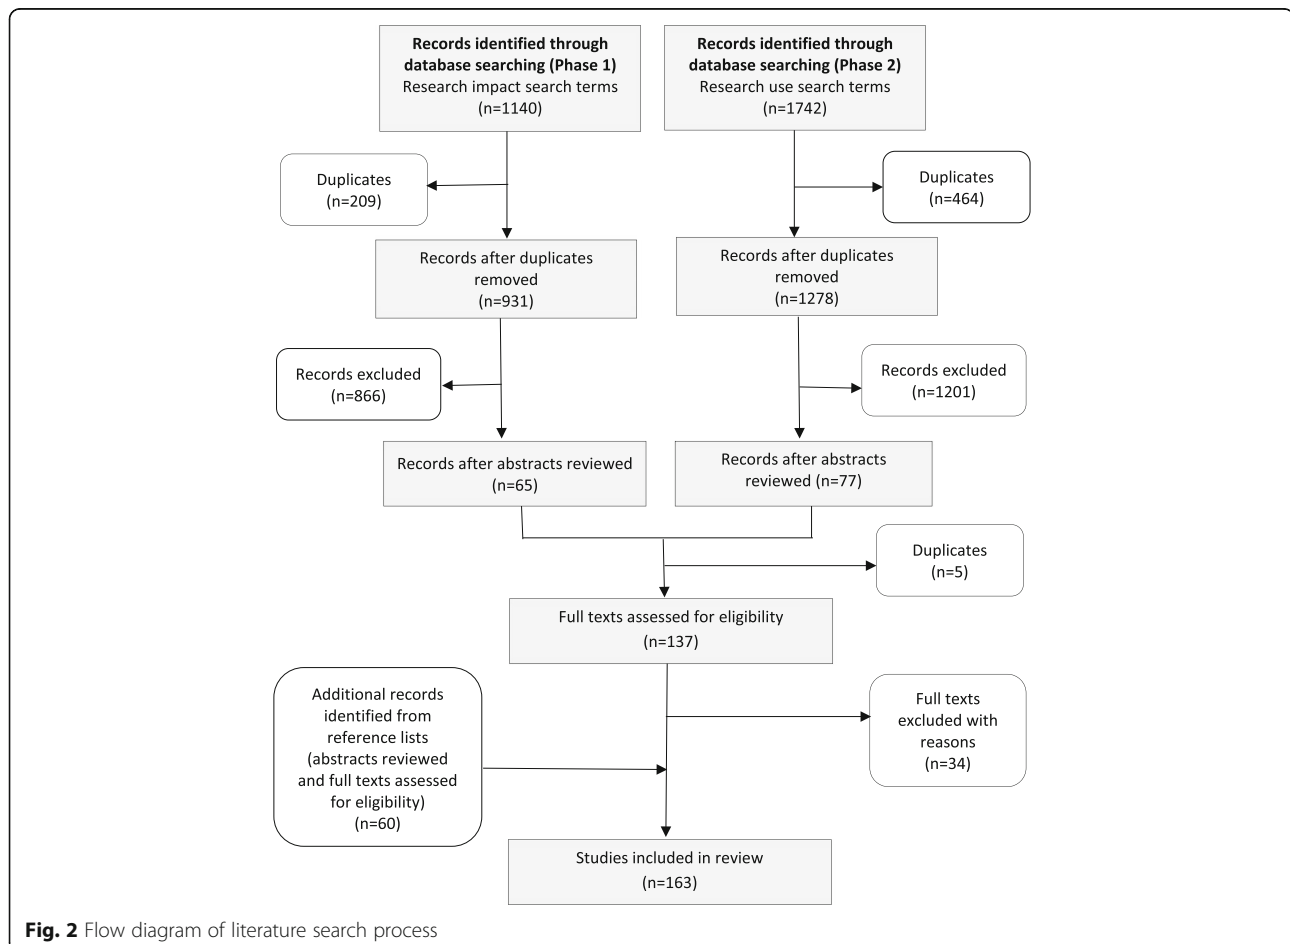 Records identified through
database searching (Phase 1)
Research impact search terms
(n=1140)
Records identified through
database searching (Phase 2)
Research use search terms
(n=1742)
Duplicates
(n=209)
Duplicates
(n=464)
Records after duplicates
removed
(n=931)
Records after duplicates
removed
(n=1278)
Records excluded
(n=866)
Records excluded
(n=1201)
Records after abstracts reviewed
(n=65)
Records after abstracts
reviewed (n=77)
Duplicates
(n=5)
Full texts assessed for eligibility
(n=137)
Additional records
identified from
reference lists
(abstracts reviewed
and full texts assessed
for eligibility)
(n=60)
Full texts
excluded with
reasons
(n=34)
Studies included in review
(n=163)
Fig. 2 Flow diagram of literature search process